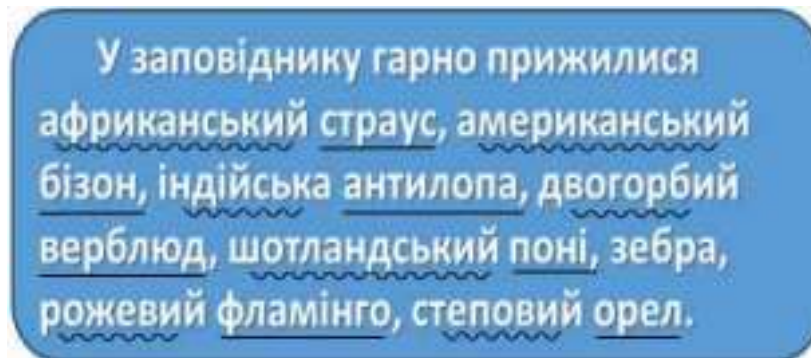 У заповіднику гарно прижилися
африканський страус, американський
бізон, індійська антилопа, двогорбий
верблюд, шотландський поні, зебра,
рожевий фламінго, степовий орел.